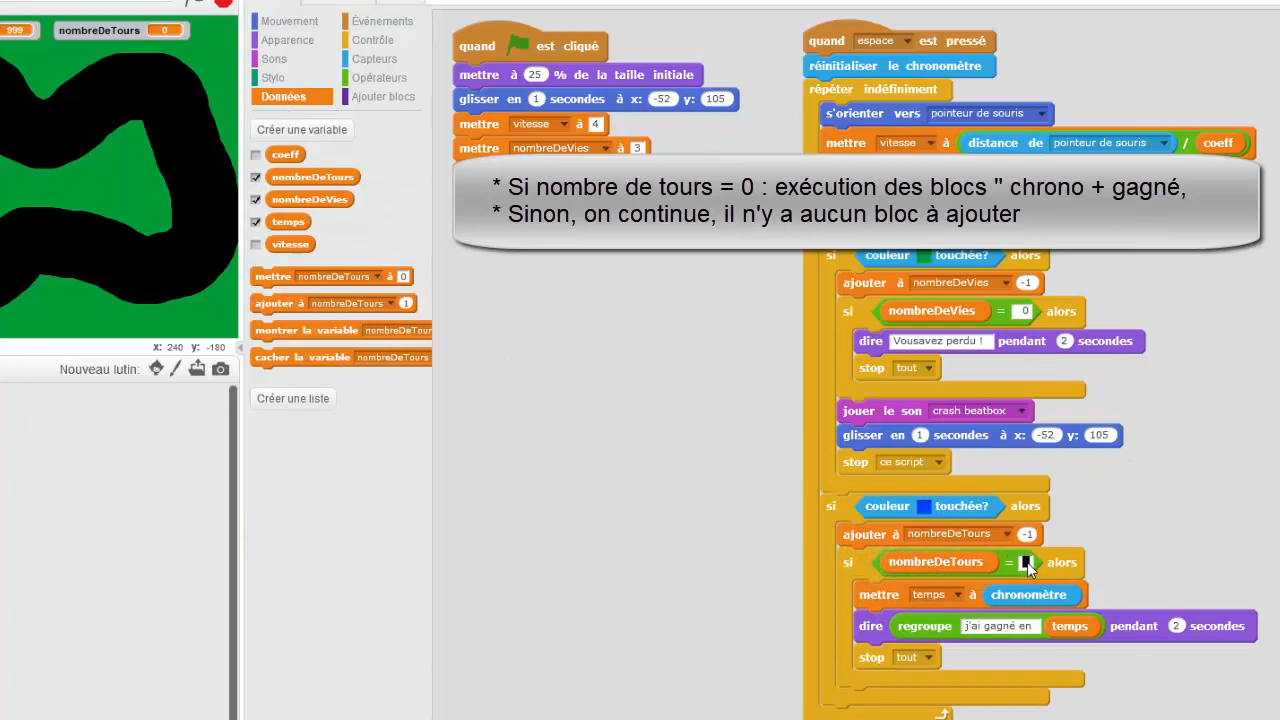 999 nombreDeTours 0
Mouvement Événements
Apparence Contrôle
Sons Capteurs
Stylo Opérateurs
Données Ajouter blocs
Créer une variable
coeff
nombreDeTours
nombreDeVies
temps
vitesse
mettre nombreDeTours à 0
ajouter à nombreDeTours 1
montrer la variable nombreDeTour
cacher la variable nombreDeTours
Créer une liste
x: 240 y: -180
Nouveau lutin:
quand est cliqué
mettre à 25 % de la taille initiale
glisser en 1 secondes à x: -52 y: 105
mettre vitesse à 4
mettre nombreDeVies à 3
quand espace est pressé
réinitialiser le chronomètre
répéter indéfiniment
s'orienter vers pointeur de souris
mettre vitesse à distance de pointeur de souris / coeff
* Si nombre de tours = 0 : exécution des blocs " chrono + gagné,
* Sinon, on continue, il n'y a aucun bloc à ajouter
si couleur touchée? alors
ajouter à nombreDeVies -1
si nombreDeVies = 0 alors
dire Vousavez perdu ! pendant 2 secondes
stop tout
jouer le son crash beatbox
glisser en 1 secondes à x: -52 y: 105
stop ce script
si couleur touchée? alors
ajouter à nombreDeTours -1
si nombreDeTours = alors
mettre temps à chronomètre
dire regroupe j'ai gagné en temps pendant 2 secondes
stop tout